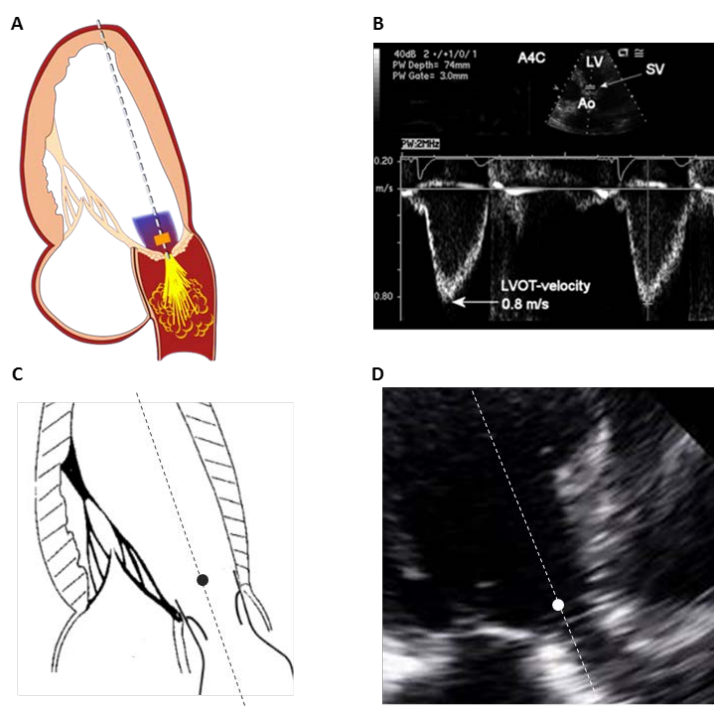 A
B
40dB 2 ·/+1/0/1
PW Depth= 74mm
PW Gate= 3.0mm
A4C
LV
SV
Ao
PW:2MHz
0.20
m/s
LVOT-velocity
0.8 m/s
0.80
C
D